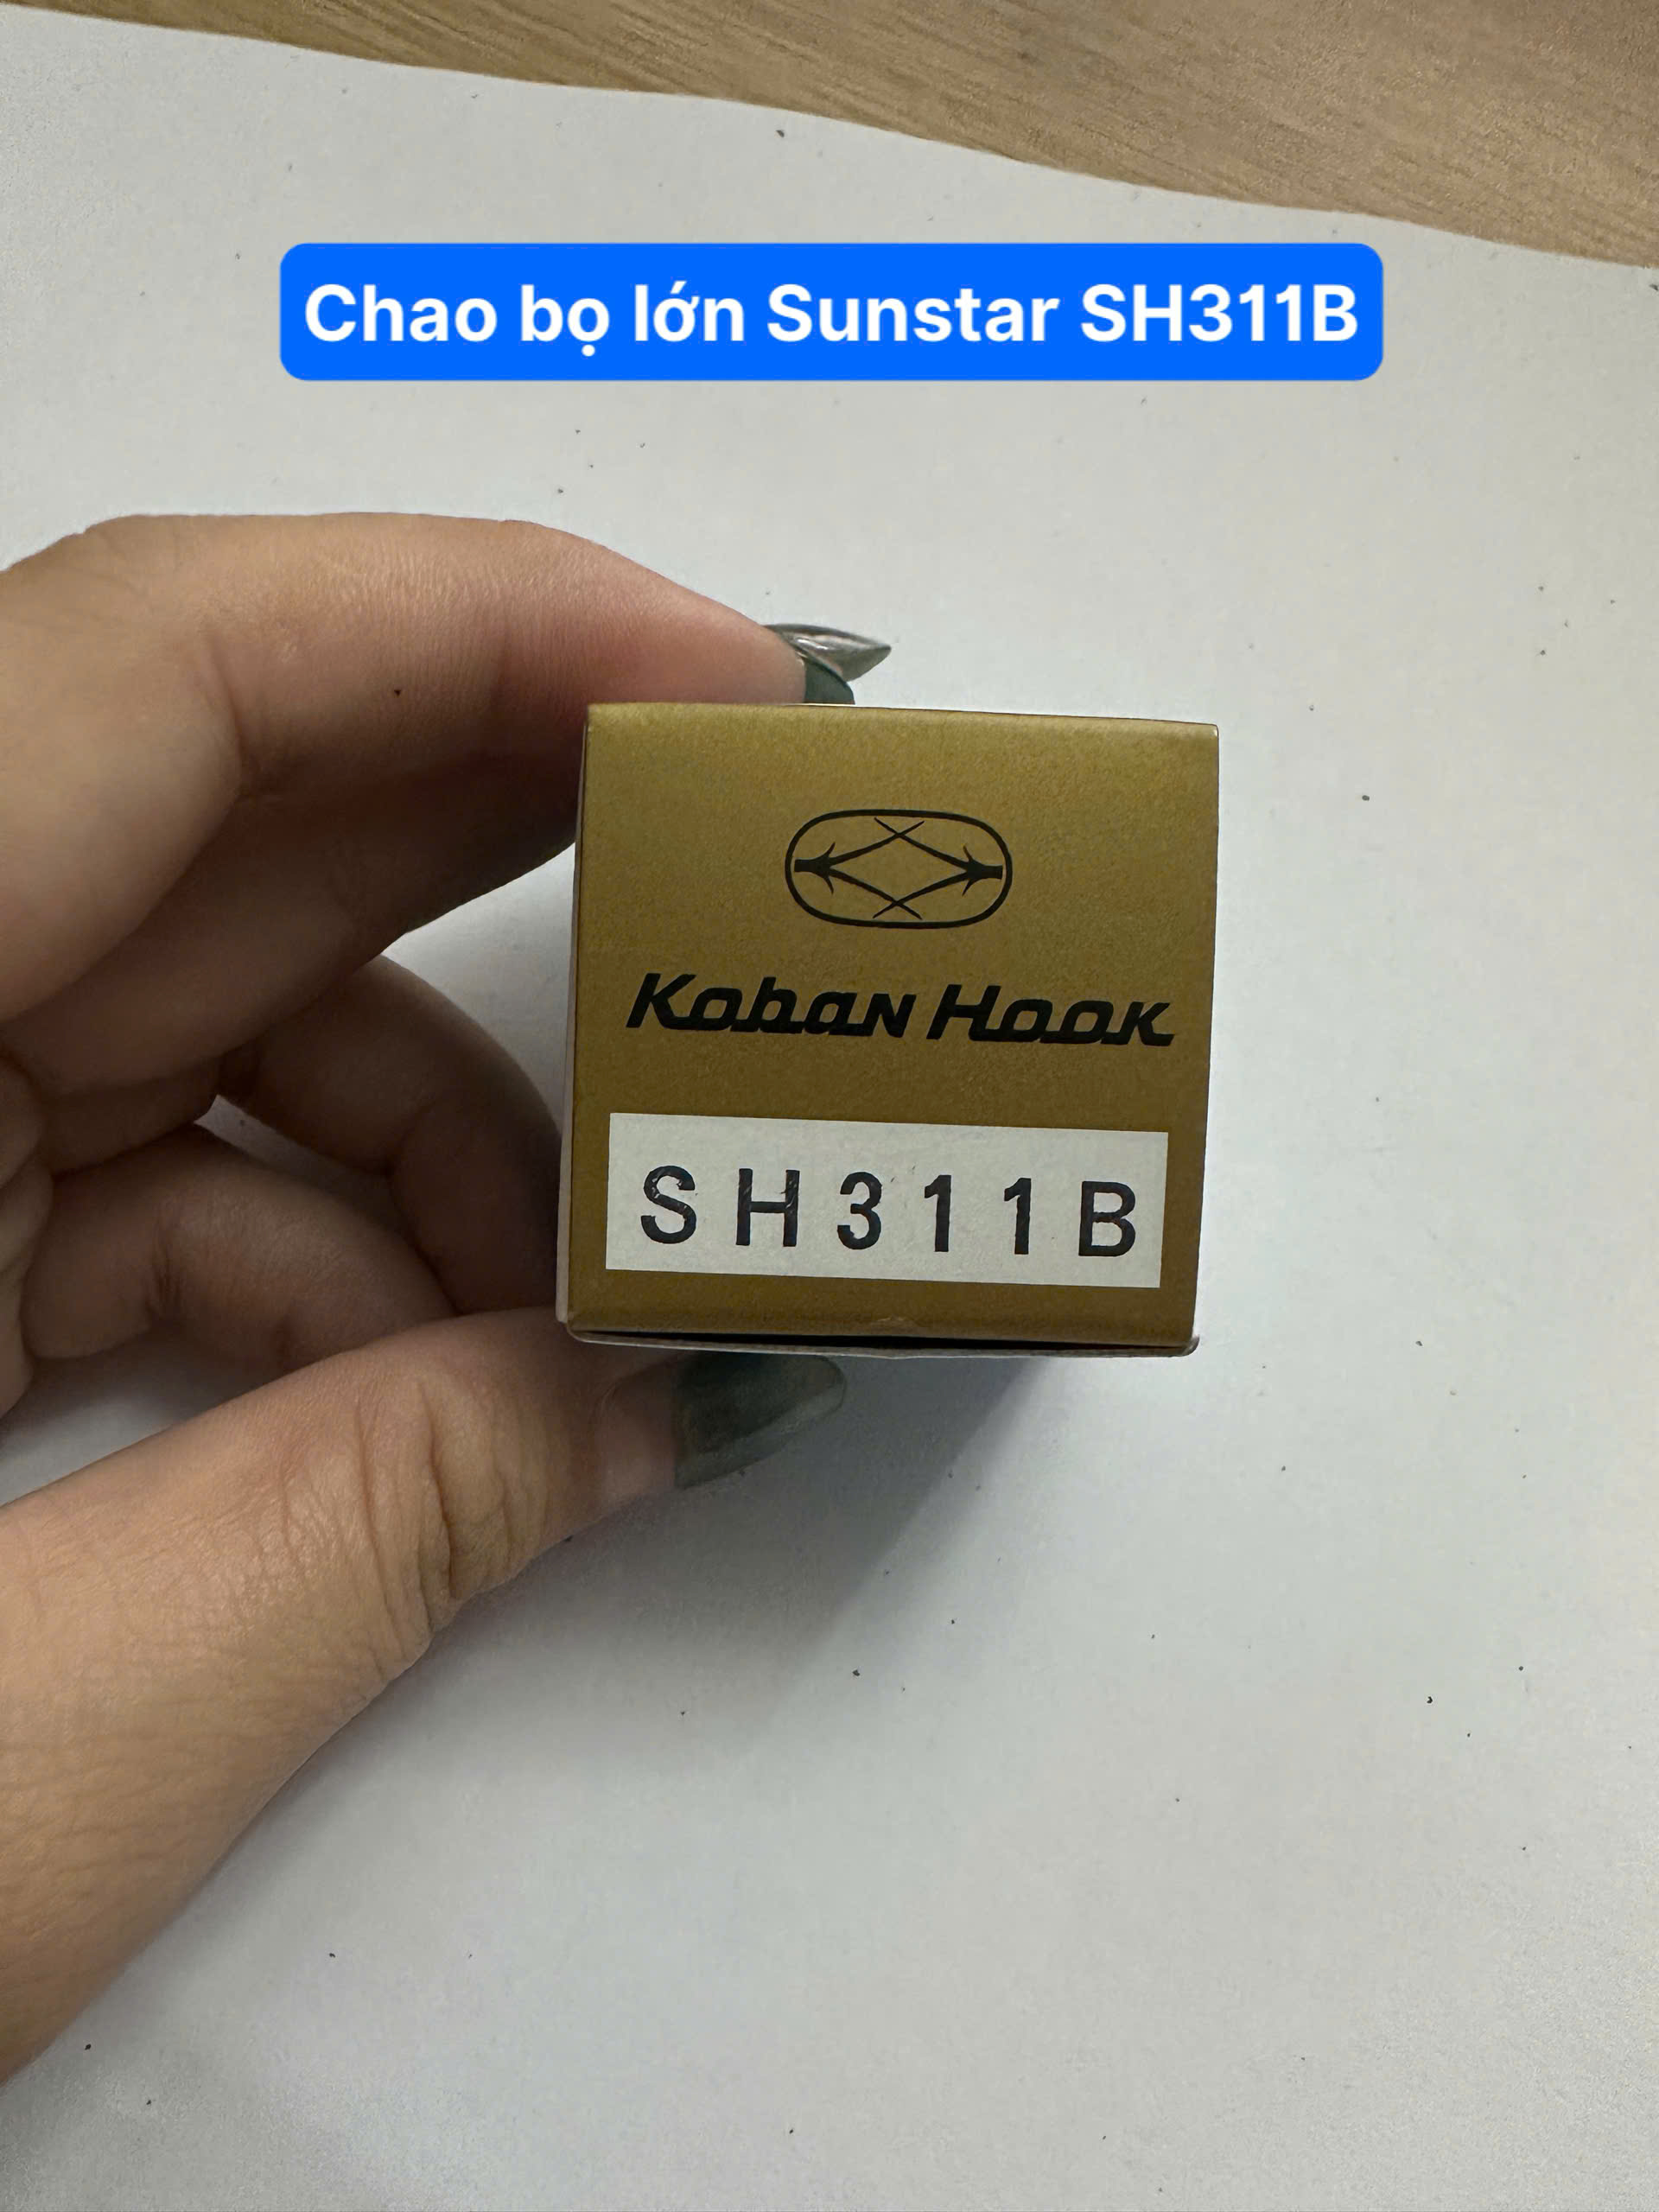 Chao bọ lớn Sunstar SH311B
Koban Hook
SH311B